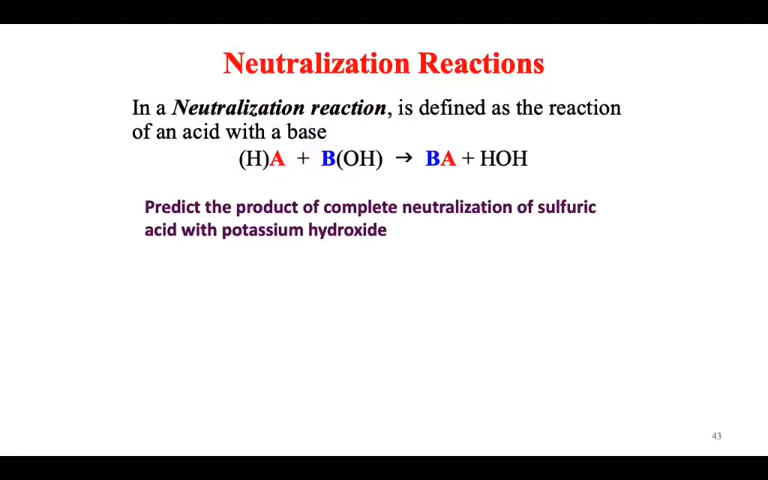 Neutralization Reactions
In a Neutralization reaction, is defined as the reaction
of an acid with a base
(H)A + B(OH) → BA + HOH
Predict the product of complete neutralization of sulfuric
acid with potassium hydroxide
43